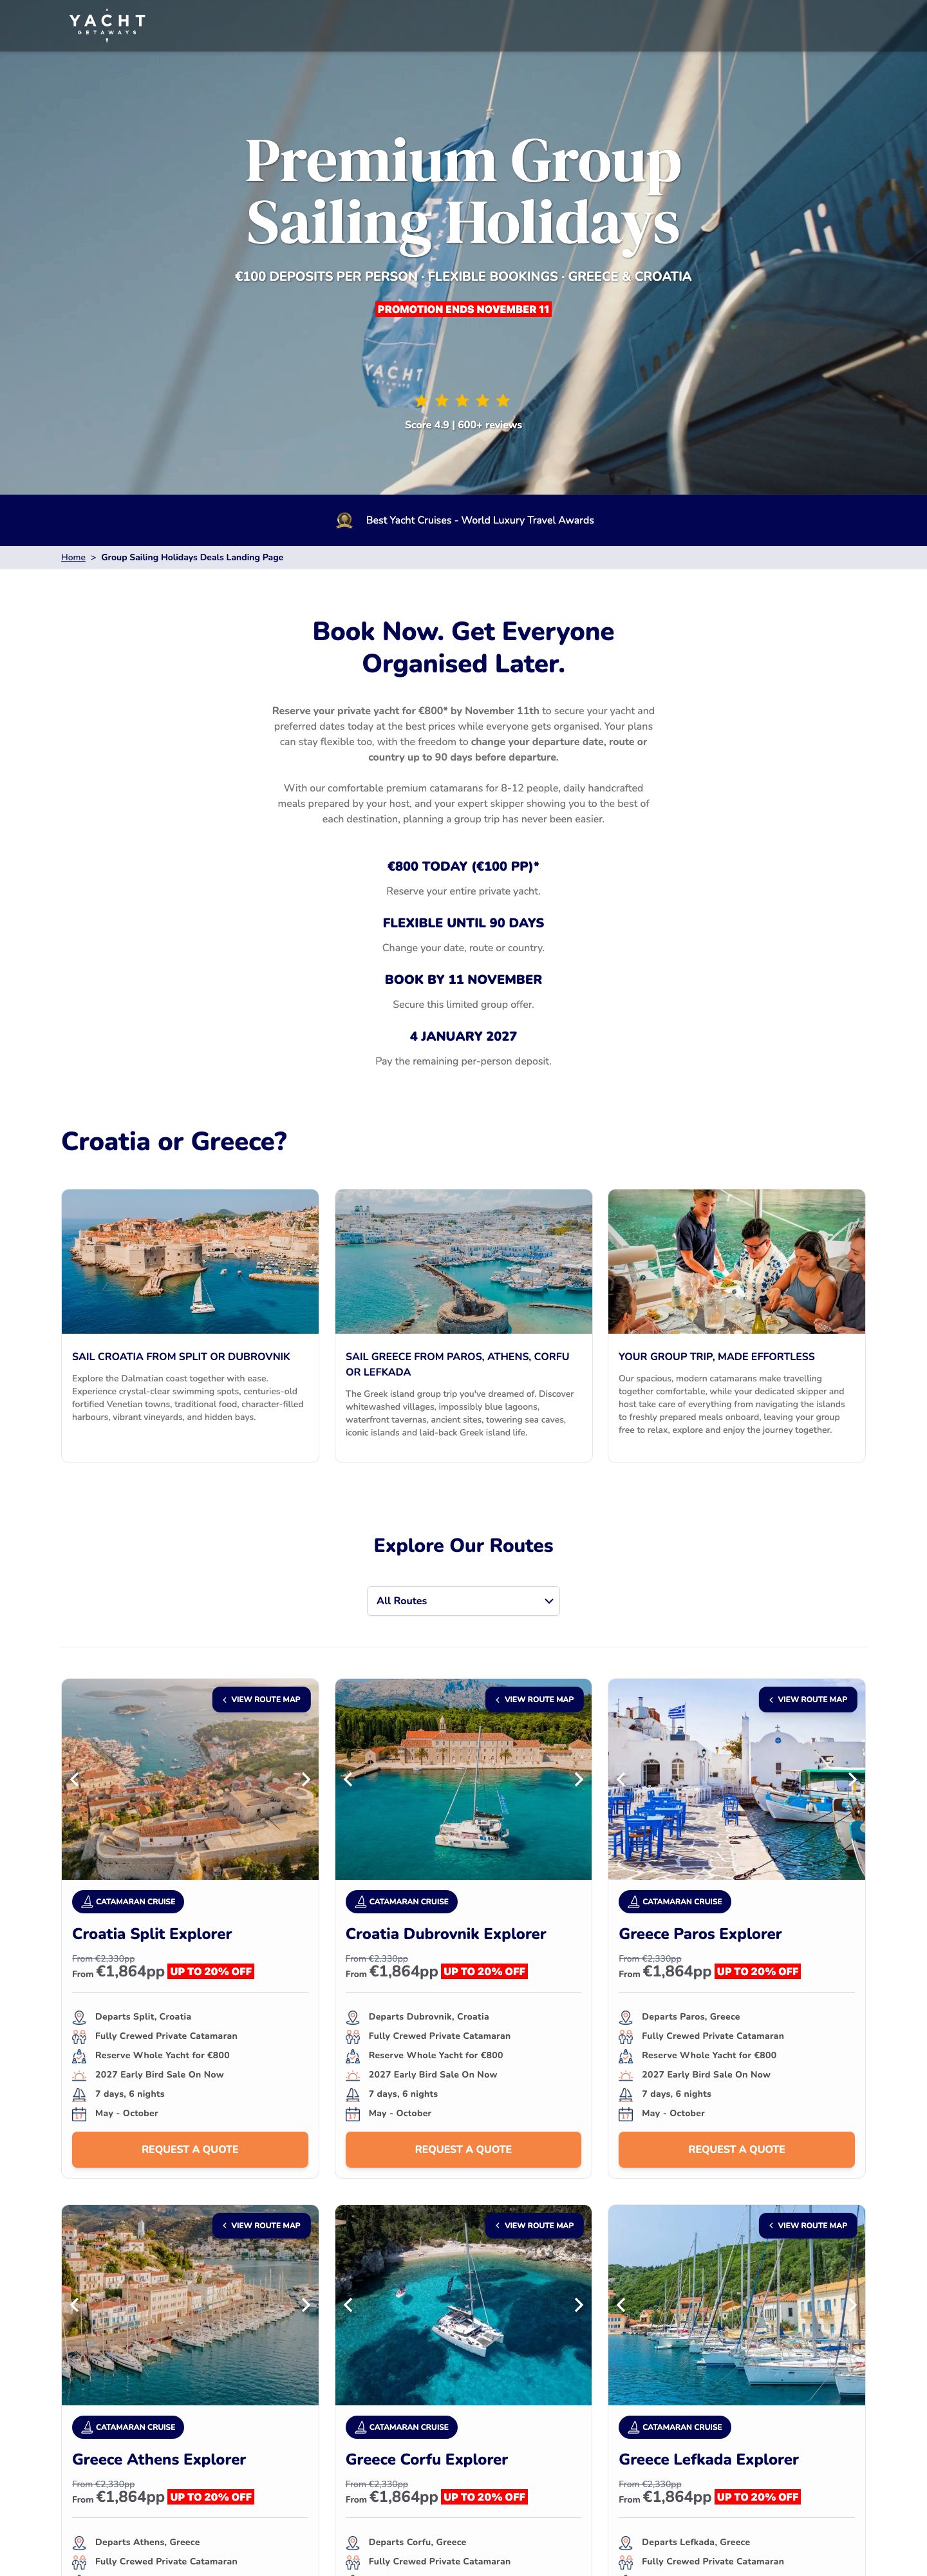 YACHT
GETAWAYS
Premium Group
Sailing Holidays
€100 DEPOSITS PER PERSON · FLEXIBLE BOOKINGS · GREECE & CROATIA
PROMOTION ENDS NOVEMBER 11
YACHT
GETAWAYS
Score 4.9 | 600+ reviews
Best Yacht Cruises - World Luxury Travel Awards
Home > Group Sailing Holidays Deals Landing Page
Book Now. Get Everyone
Organised Later.
Reserve your private yacht for €800* by November 11th to secure your yacht and
preferred dates today at the best prices while everyone gets organised. Your plans
can stay flexible too, with the freedom to change your departure date, route or
country up to 90 days before departure.
With our comfortable premium catamarans for 8-12 people, daily handcrafted
meals prepared by your host, and your expert skipper showing you to the best of
each destination, planning a group trip has never been easier.
€800 TODAY (€100 PP)*
Reserve your entire private yacht.
FLEXIBLE UNTIL 90 DAYS
Change your date, route or country.
BOOK BY 11 NOVEMBER
Secure this limited group offer.
4 JANUARY 2027
Pay the remaining per-person deposit.
Croatia or Greece?
SAIL CROATIA FROM SPLIT OR DUBROVNIK
Explore the Dalmatian coast together with ease.
Experience crystal-clear swimming spots, centuries-old
fortified Venetian towns, traditional food, character-filled
harbours, vibrant vineyards, and hidden bays.
SAIL GREECE FROM PAROS, ATHENS, CORFU
OR LEFKADA
The Greek island group trip you've dreamed of. Discover
whitewashed villages, impossibly blue lagoons,
waterfront tavernas, ancient sites, towering sea caves,
iconic islands and laid-back Greek island life.
YOUR GROUP TRIP, MADE EFFORTLESS
Our spacious, modern catamarans make travelling
together comfortable, while your dedicated skipper and
host take care of everything from navigating the islands
to freshly prepared meals onboard, leaving your group
free to relax, explore and enjoy the journey together.
Explore Our Routes
All Routes
VIEW ROUTE MAP
CATAMARAN CRUISE
Croatia Split Explorer
From €2,330pp
From €1,864pp UP TO 20% OFF
Departs Split, Croatia
Fully Crewed Private Catamaran
Reserve Whole Yacht for €800
2027 Early Bird Sale On Now
7 days, 6 nights
May - October
REQUEST A QUOTE
VIEW ROUTE MAP
CATAMARAN CRUISE
Croatia Dubrovnik Explorer
From €2,330pp
From €1,864pp UP TO 20% OFF
Departs Dubrovnik, Croatia
Fully Crewed Private Catamaran
Reserve Whole Yacht for €800
2027 Early Bird Sale On Now
7 days, 6 nights
May - October
REQUEST A QUOTE
VIEW ROUTE MAP
CATAMARAN CRUISE
Greece Paros Explorer
From €2,330pp
From €1,864pp UP TO 20% OFF
Departs Paros, Greece
Fully Crewed Private Catamaran
Reserve Whole Yacht for €800
2027 Early Bird Sale On Now
7 days, 6 nights
May - October
REQUEST A QUOTE
VIEW ROUTE MAP
CATAMARAN CRUISE
Greece Athens Explorer
From €2,330pp
From €1,864pp UP TO 20% OFF
Departs Athens, Greece
Fully Crewed Private Catamaran
VIEW ROUTE MAP
CATAMARAN CRUISE
Greece Corfu Explorer
From €2,330pp
From €1,864pp UP TO 20% OFF
Departs Corfu, Greece
Fully Crewed Private Catamaran
VIEW ROUTE MAP
CATAMARAN CRUISE
Greece Lefkada Explorer
From €2,330pp
From €1,864pp UP TO 20% OFF
Departs Lefkada, Greece
Fully Crewed Private Catamaran